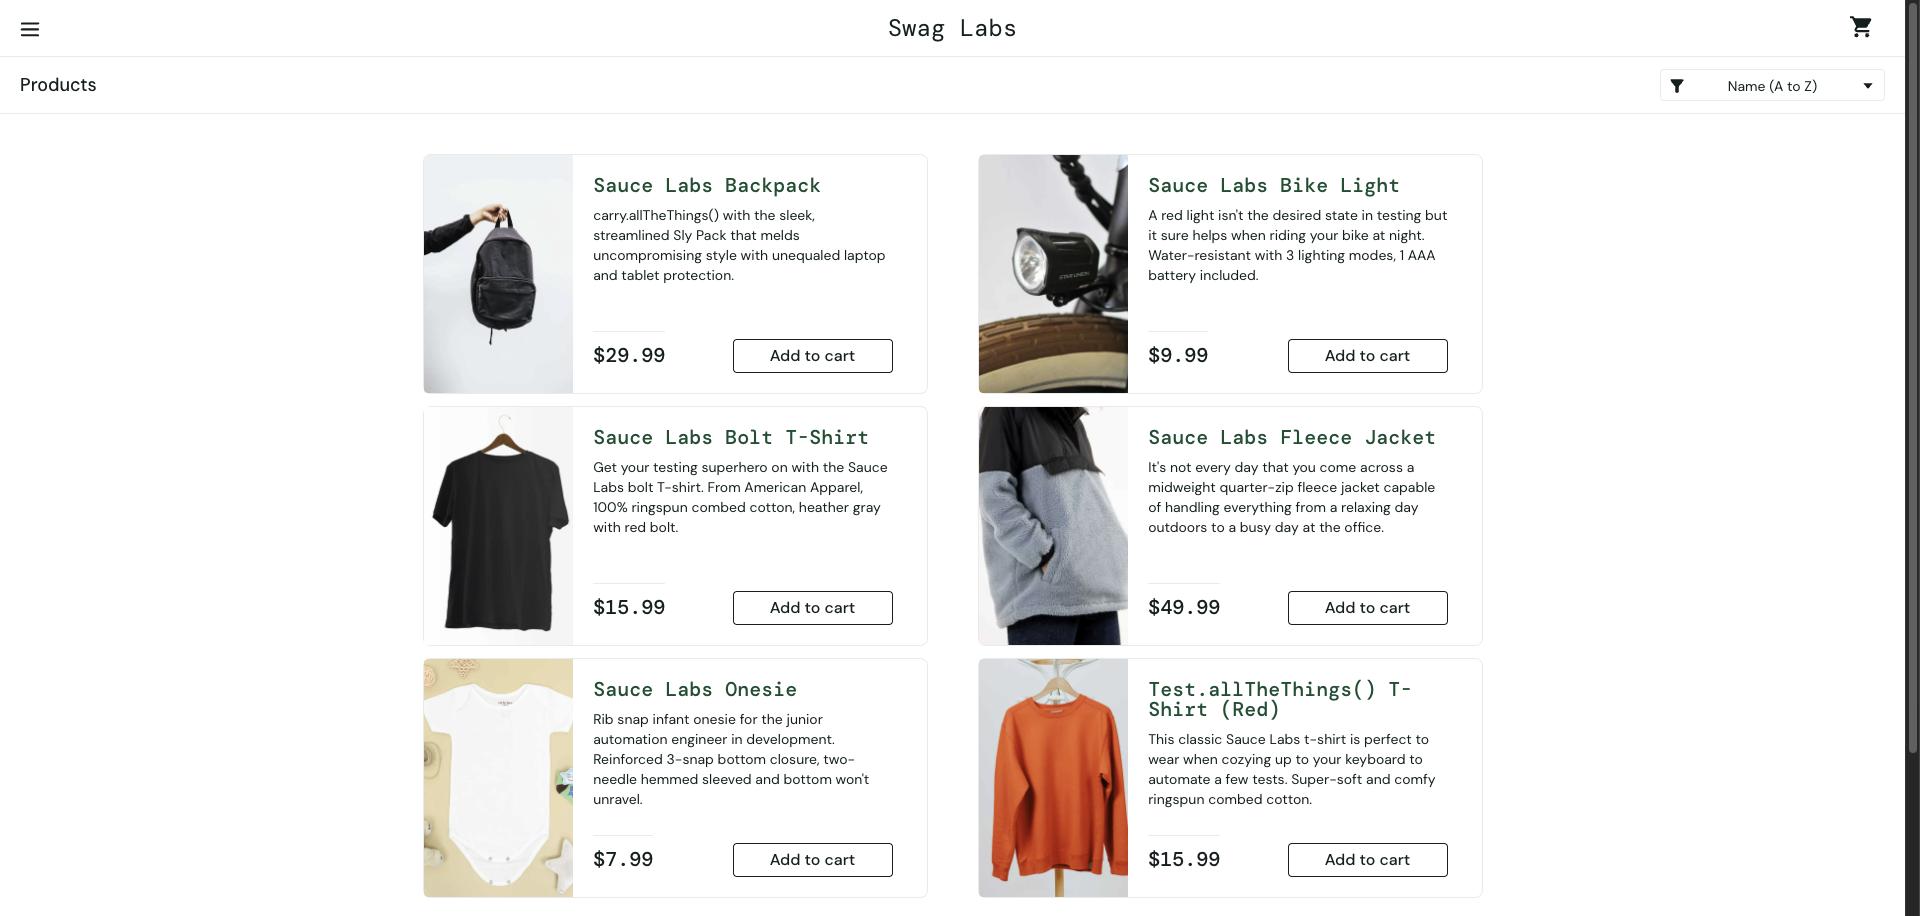 Swag Labs
Products
Name (A to Z)
Sauce Labs Backpack
carry.allTheThings() with the sleek,
streamlined Sly Pack that melds
uncompromising style with unequaled laptop
and tablet protection.
$29.99
Add to cart
Sauce Labs Bike Light
A red light isn't the desired state in testing but
it sure helps when riding your bike at night.
Water-resistant with 3 lighting modes, 1 AAA
battery included.
$9.99
Add to cart
Sauce Labs Bolt T-Shirt
Get your testing superhero on with the Sauce
Labs bolt T-shirt. From American Apparel,
100% ringspun combed cotton, heather gray
with red bolt.
$15.99
Add to cart
Sauce Labs Fleece Jacket
It's not every day that you come across a
midweight quarter-zip fleece jacket capable
of handling everything from a relaxing day
outdoors to a busy day at the office.
$49.99
Add to cart
Sauce Labs Onesie
Rib snap infant onesie for the junior
automation engineer in development.
Reinforced 3-snap bottom closure, two-
needle hemmed sleeved and bottom won't
unravel.
$7.99
Add to cart
Test.allTheThings() T-
Shirt (Red)
This classic Sauce Labs t-shirt is perfect to
wear when cozying up to your keyboard to
automate a few tests. Super-soft and comfy
ringspun combed cotton.
$15.99
Add to cart